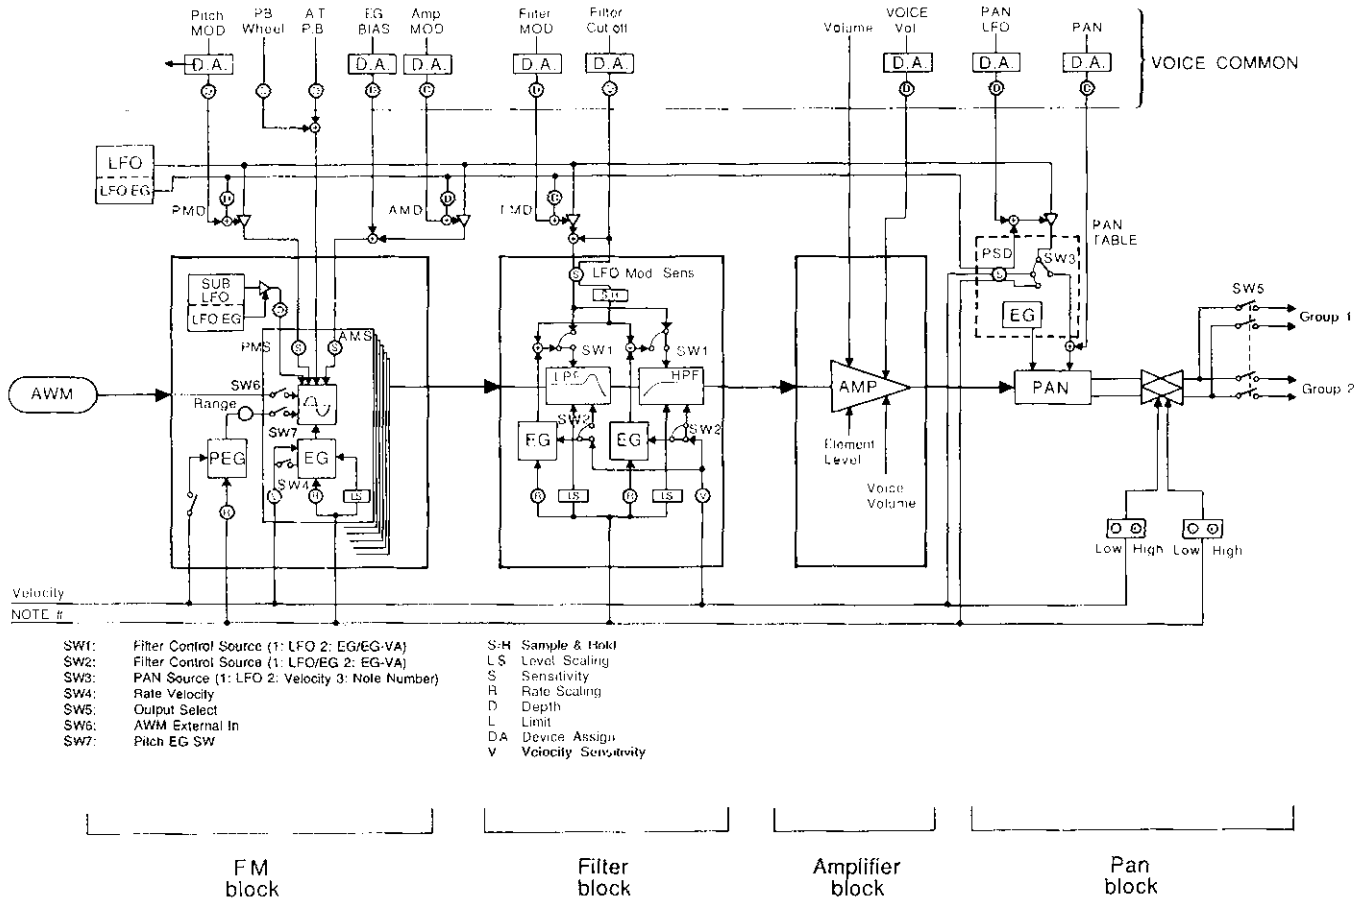 Pitch MOD
PB Wheel
A.T P.B
EG BIAS
Amp MOD
Filter MOD
Filter Cut off
Volume
VOICE Vol
PAN LFO
PAN
D.A.
D.A.
D.A.
D.A.
D.A.
D.A.
D.A.
D.A.
VOICE COMMON
LFO
LFO EG
PMD
AMD
PAN TABLE
PSD
SW3
EG
SUB LFO
LFO EG
PMS
AMS
LFO Mod Sens
SW1
SW1
HPF
SW5
Group 1
Group 2
AWM
SW6
Range
SW7
PEG
EG
SW4
LS
EG
EG
SW2
LS
LS
AMP
Element Level
Voice Volume
PAN
Low High
Low High
Velocity
NOTE #
SW1: Filter Control Source (1: LFO 2: EG/EG-VA)
SW2: Filter Control Source (1: LFO/EG 2: EG-VA)
SW3: PAN Source (1: LFO 2: Velocity 3: Note Number)
SW4: Rate Velocity
SW5: Output Select
SW6: AWM External In
SW7: Pitch EG SW
Sample & Hold
LS Level Scaling
S Sensitivity
R Rate Scaling
D Depth
L Limit
DA Device Assign
V Velocity Sensitivity
FM block
Filter block
Amplifier block
Pan block